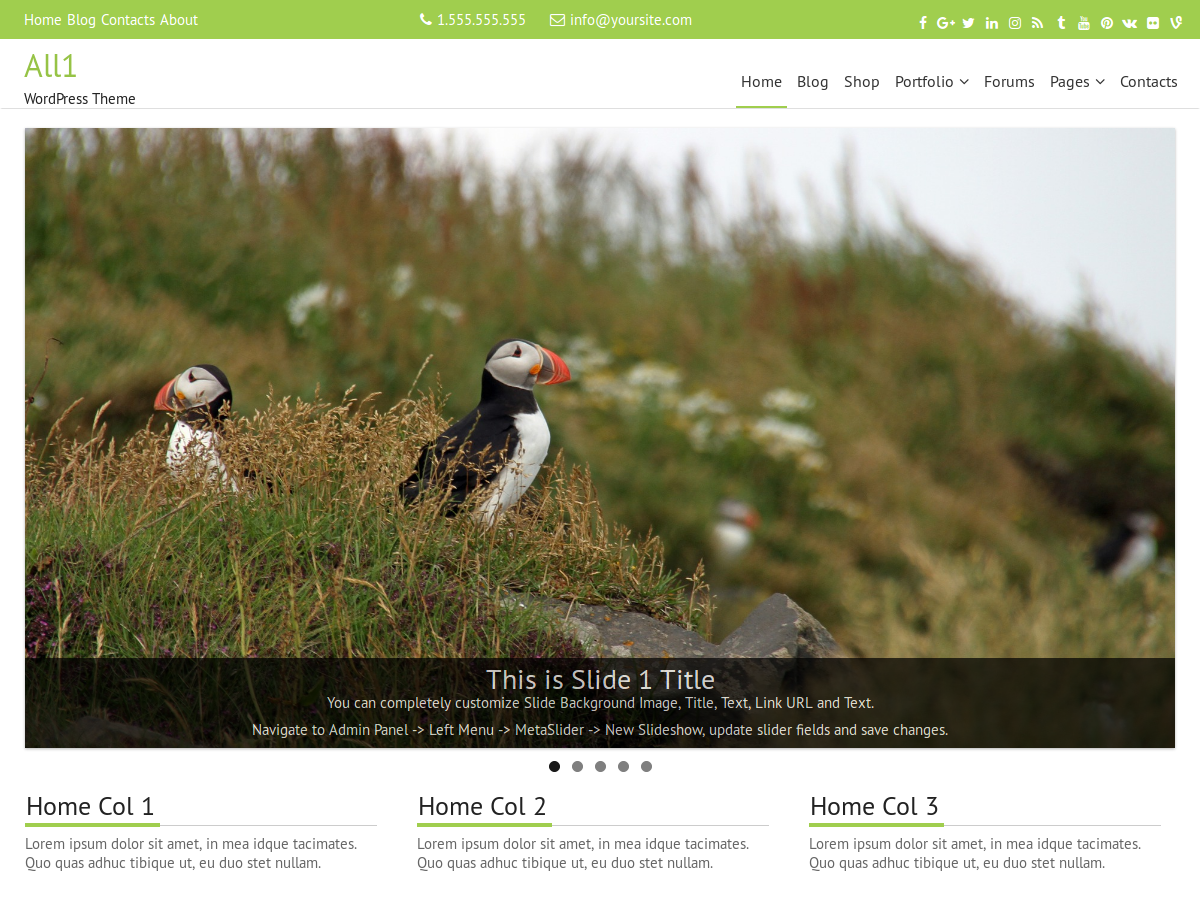 Home Blog Contacts About
1.555.555.555
info@yoursite.com
All1
WordPress Theme
Home Blog Shop Portfolio Forums Pages Contacts
This is Slide 1 Title
You can completely customize Slide Background Image, Title, Text, Link URL and Text.
Navigate to Admin Panel -> Left Menu -> MetaSlider -> New Slideshow, update slider fields and save changes.
Home Col 1
Lorem ipsum dolor sit amet, in mea idque tacimates.
Quo quas adhuc tibique ut, eu duo stet nullam.
Home Col 2
Lorem ipsum dolor sit amet, in mea idque tacimates.
Quo quas adhuc tibique ut, eu duo stet nullam.
Home Col 3
Lorem ipsum dolor sit amet, in mea idque tacimates.
Quo quas adhuc tibique ut, eu duo stet nullam.